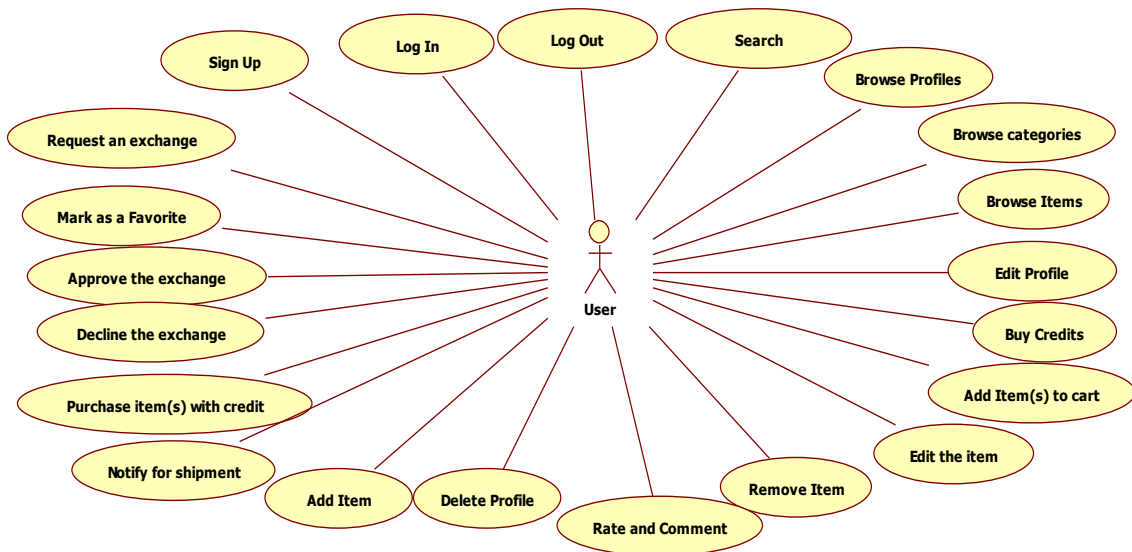 Sign Up
Log In
Log Out
Search
Browse Profiles
Request an exchange
Browse categories
Mark as a Favorite
Browse Items
Approve the exchange
Edit Profile
User
Decline the exchange
Buy Credits
Purchase item(s) with credit
Add Item(s) to cart
Notify for shipment
Edit the item
Add Item
Delete Profile
Rate and Comment
Remove Item